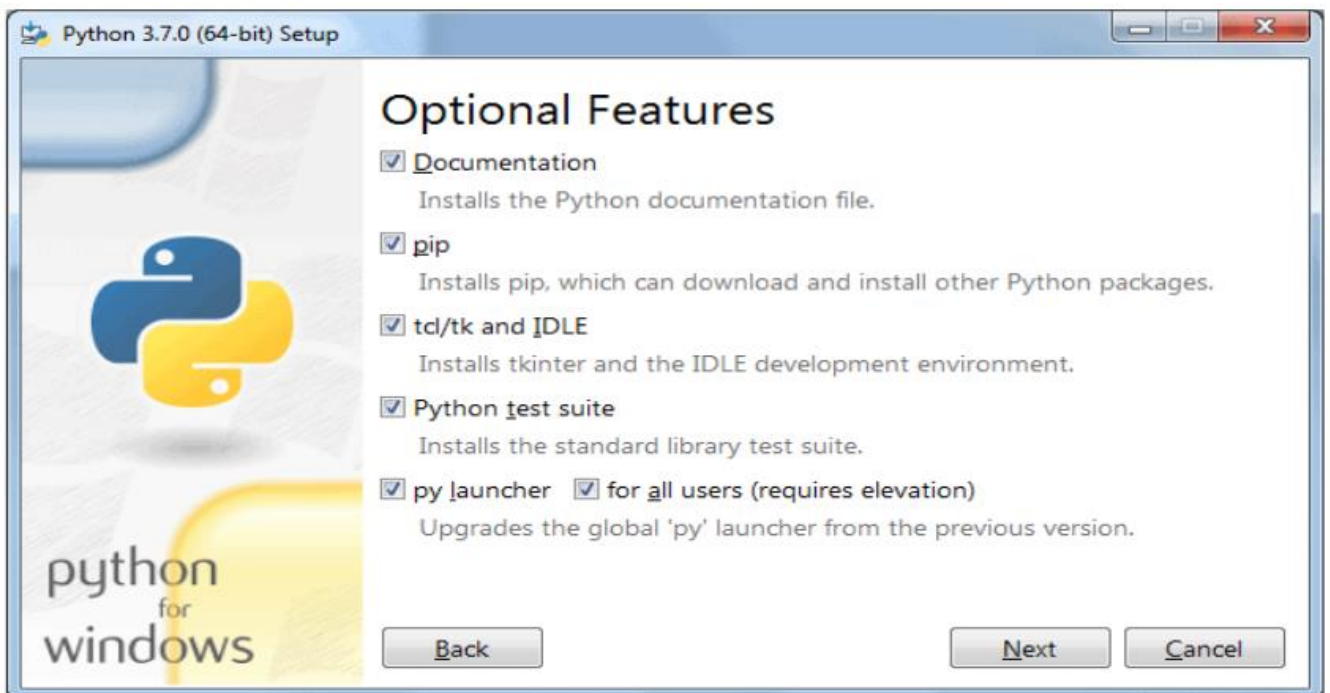 Python 3.7.0 (64-bit) Setup
Optional Features
Documentation
Installs the Python documentation file.
pip
Installs pip, which can download and install other Python packages.
tcl/tk and IDLE
Installs tkinter and the IDLE development environment.
Python test suite
Installs the standard library test suite.
py launcher for all users (requires elevation)
Upgrades the global 'py' launcher from the previous version.
python
for
windows
Back Next Cancel